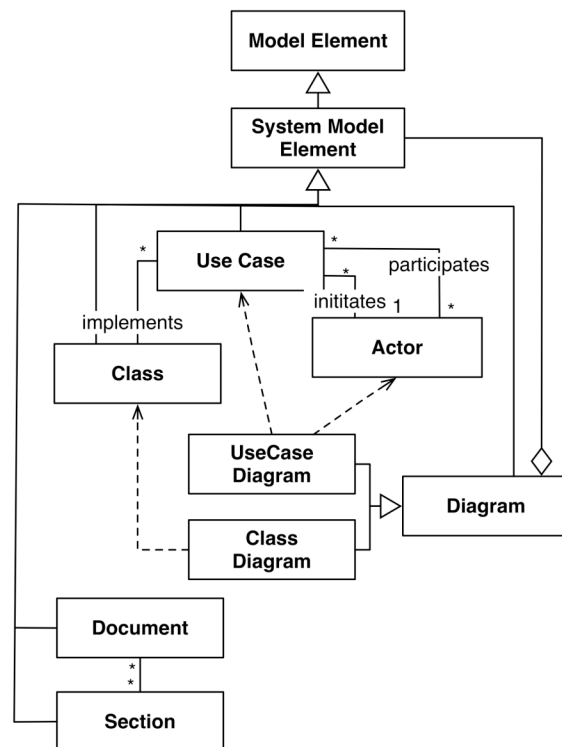 Model Element
System Model
Element
*
Use Case
*
participates
*
inititates
1
*
implements
Actor
Class
UseCase
Diagram
Diagram
Class
Diagram
Document
*
*
Section